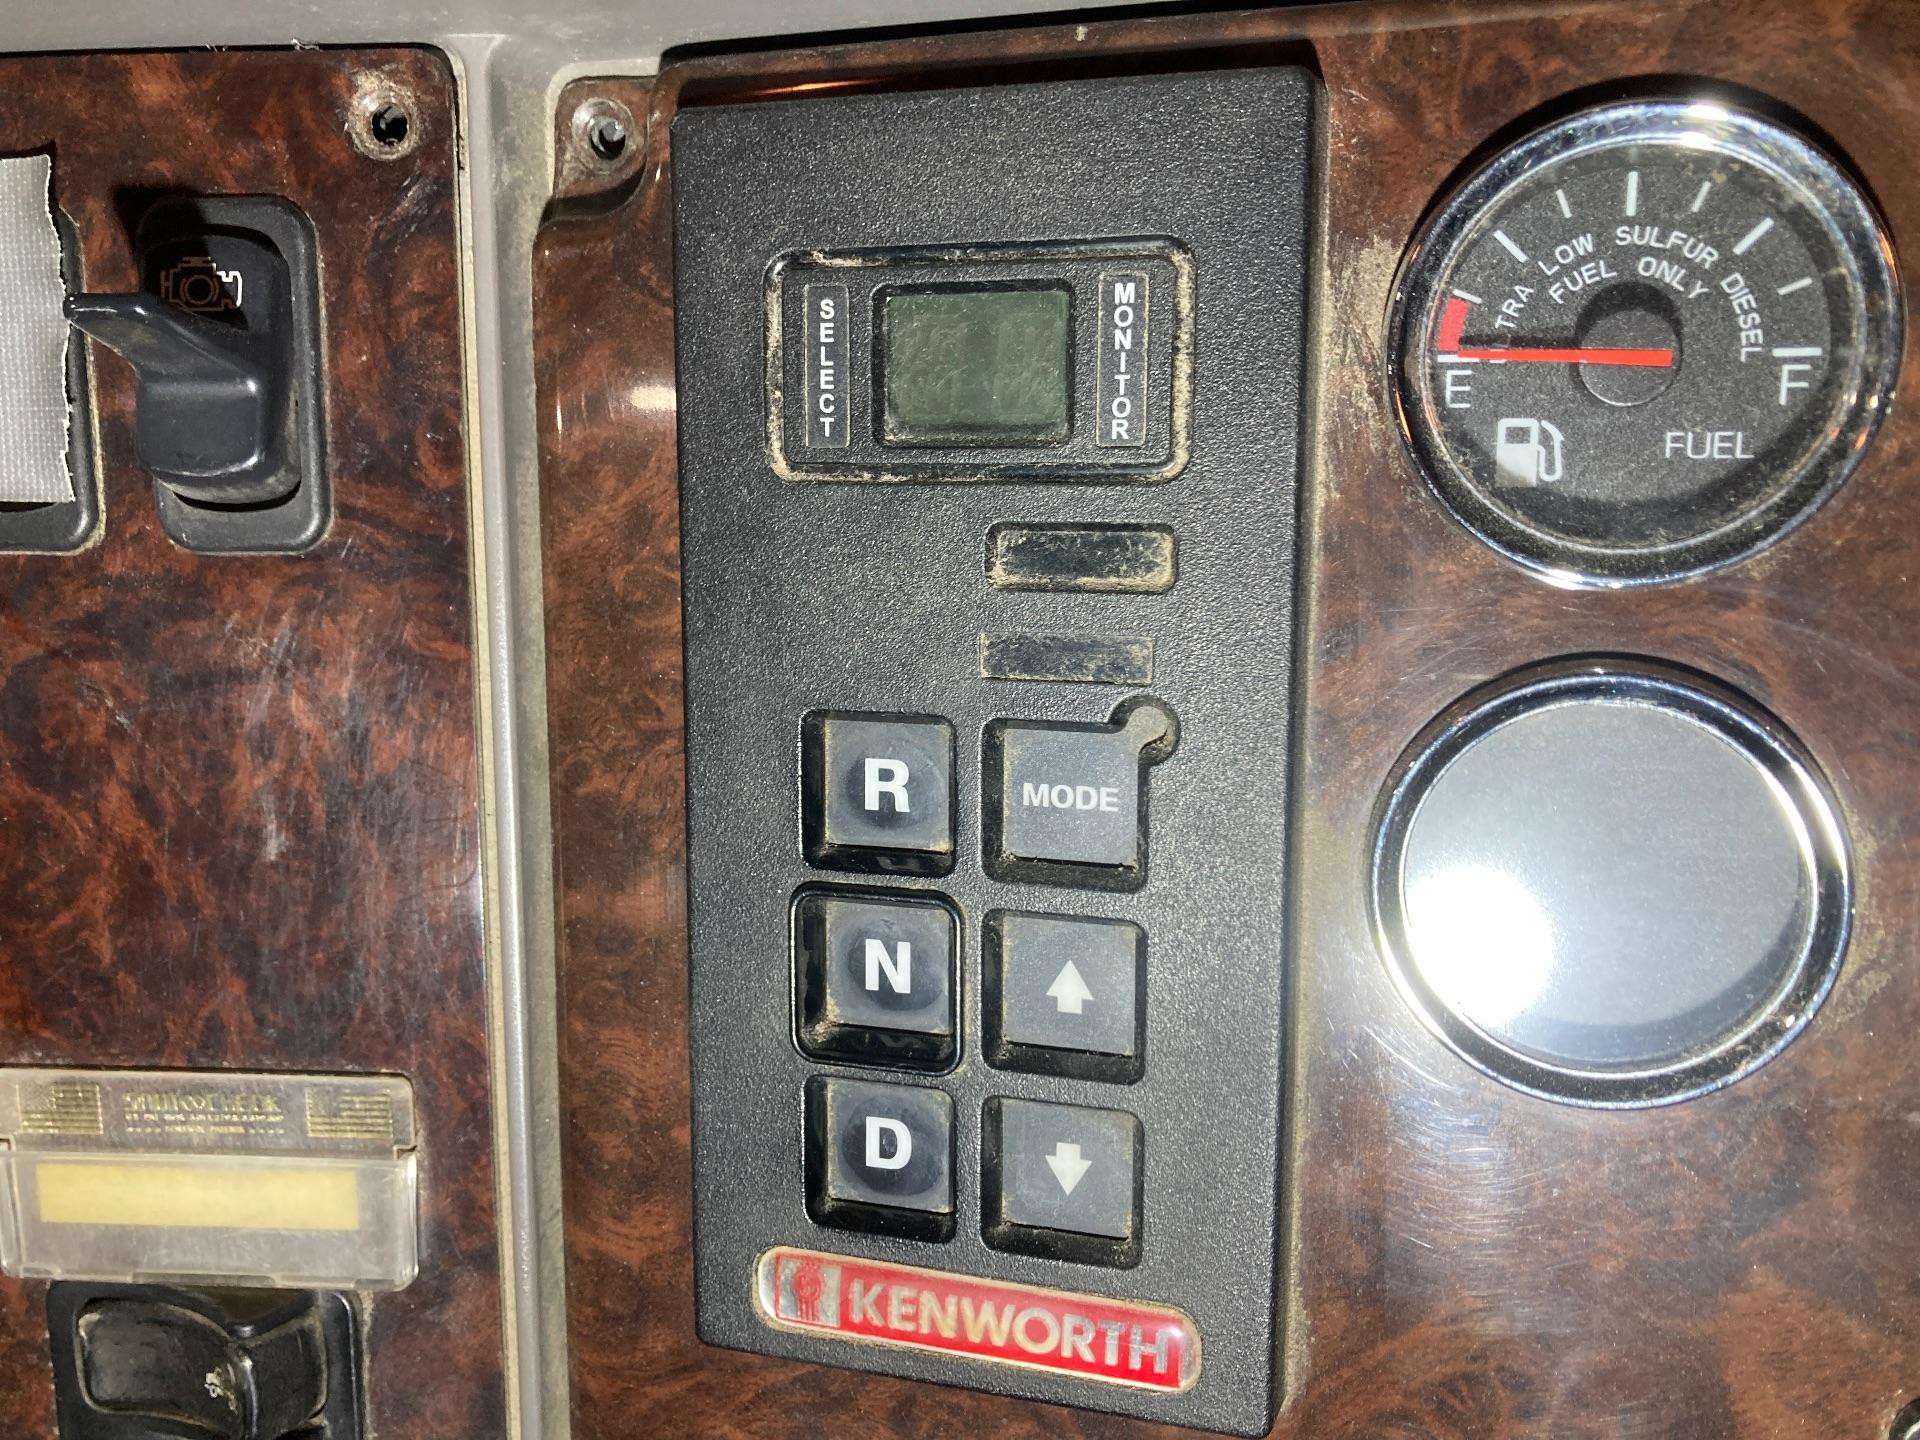 SELECT
MONITOR
R
MODE
N
D
KENWORTH
ULTRA LOW SULFUR DIESEL
FUEL ONLY
E
F
FUEL